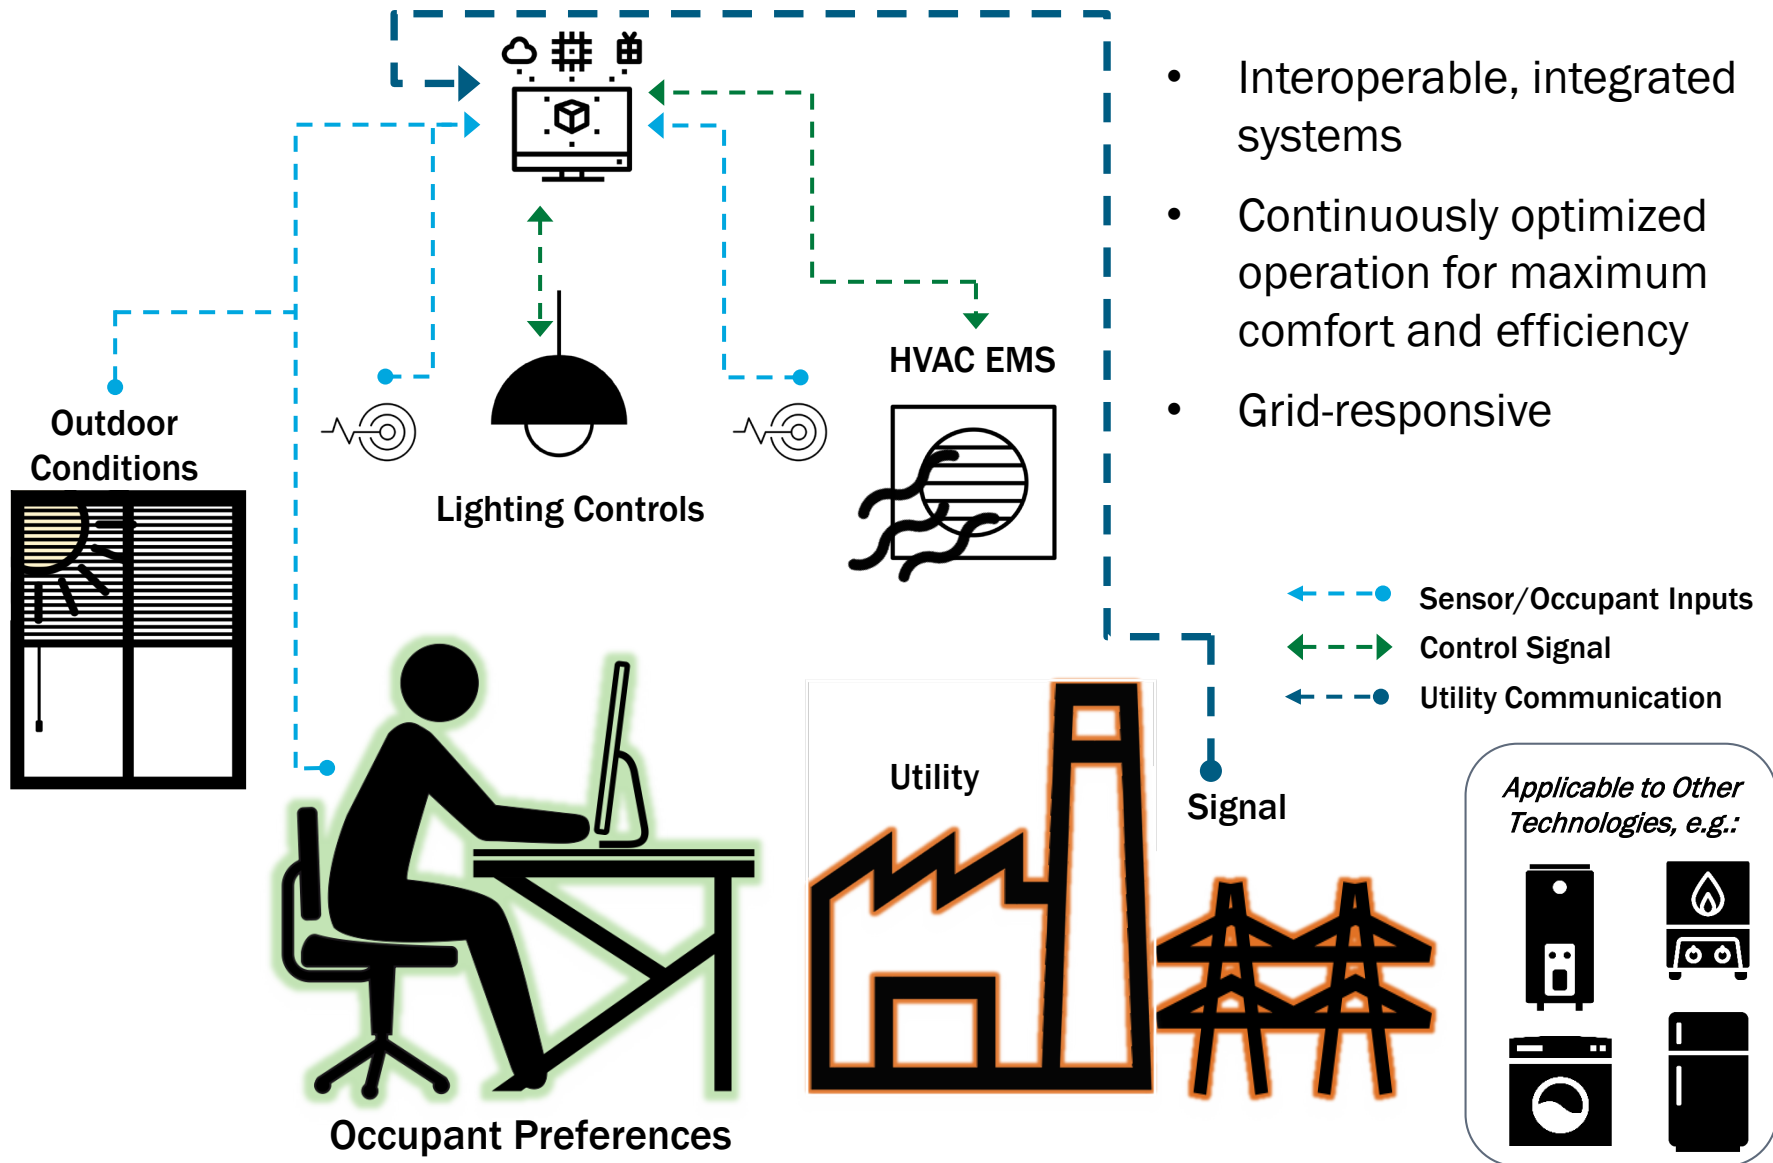 • Interoperable, integrated
systems
• Continuously optimized
operation for maximum
comfort and efficiency
• Grid-responsive
HVAC EMS
Outdoor
Conditions
Lighting Controls
Sensor/Occupant Inputs
Control Signal
Utility Communication
Utility
Signal
Applicable to Other
Technologies, e.g.:
Occupant Preferences